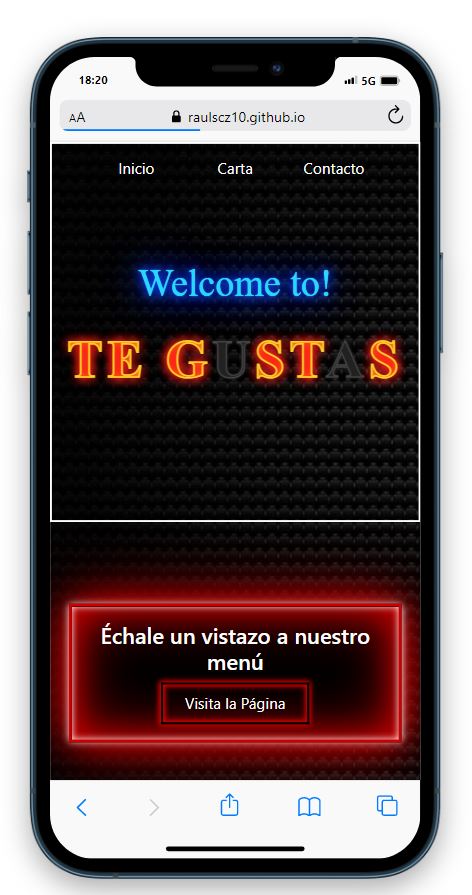 18:20
5G
AA
raulscz10.github.io
Inicio Carta Contacto
Welcome to!
TE GUSTAS
Échale un vistazo a nuestro
menú
Visita la Página